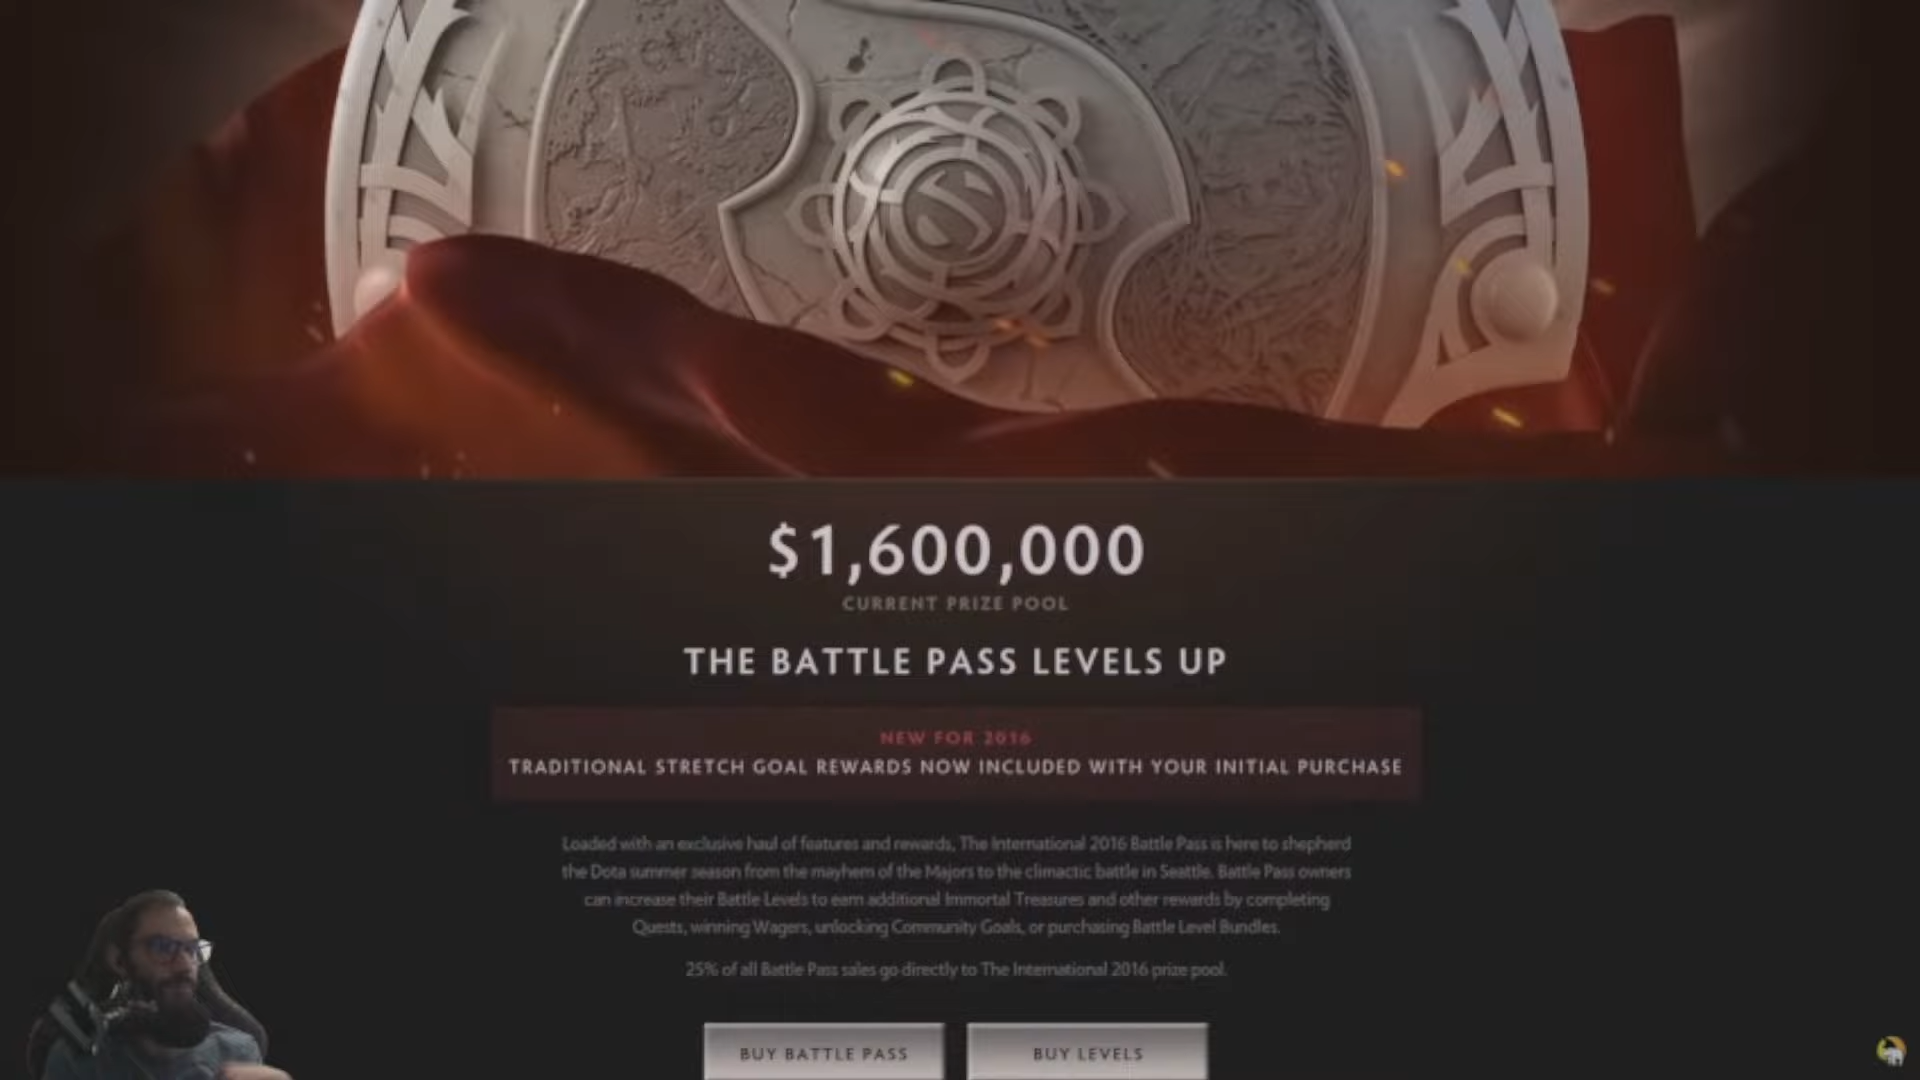 $1,600,000
CURRENT PRIZE POOL
THE BATTLE PASS LEVELS UP
NEW FOR 2016
TRADITIONAL STRETCH GOAL REWARDS NOW INCLUDED WITH YOUR INITIAL PURCHASE
Loaded with an exclusive haul of features and rewards, The International 2016 Battle Pass is here to shepherd
the Dota summer season from the mayhem of the Majors to the climactic battle in Seattle. Battle Pass owners
can increase their Battle Levels to earn additional Immortal Treasures and other rewards by completing
Quests, winning Wagers, unlocking Community Goals, or purchasing Battle Level Bundles.
25% of all Battle Pass sales go directly to The International 2016 prize pool.
BUY BATTLE PASS
BUY LEVELS